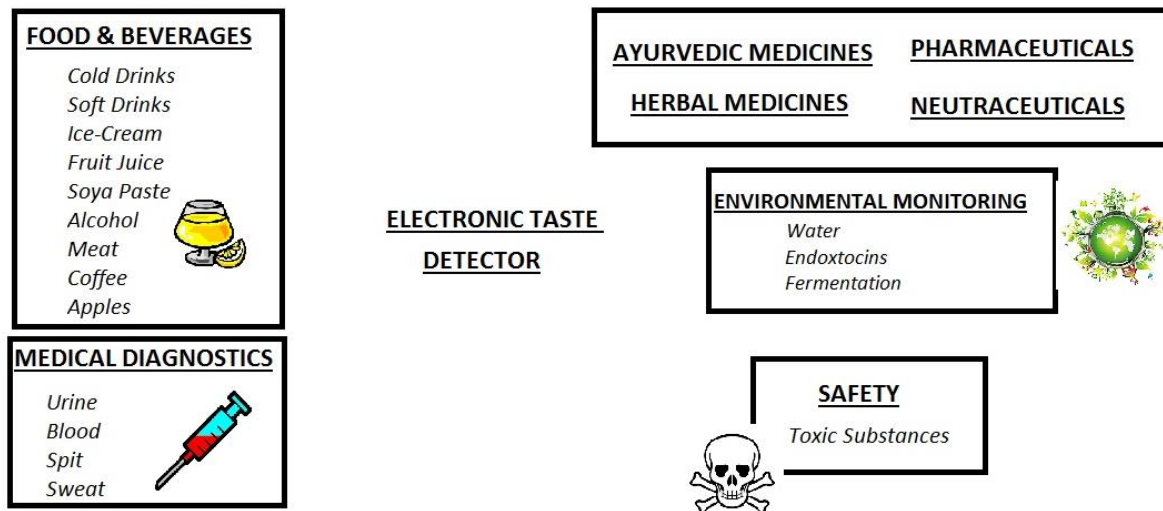 FOOD & BEVERAGES
Cold Drinks
Soft Drinks
Ice-Cream
Fruit Juice
Soya Paste
Alcohol
Meat
Coffee
Apples
MEDICAL DIAGNOSTICS
Urine
Blood
Spit
Sweat
ELECTRONIC TASTE
DETECTOR
AYURVEDIC MEDICINES
PHARMACEUTICALS
HERBAL MEDICINES
NEUTRACEUTICALS
ENVIRONMENTAL MONITORING
Water
Endoxtocins
Fermentation
SAFETY
Toxic Substances